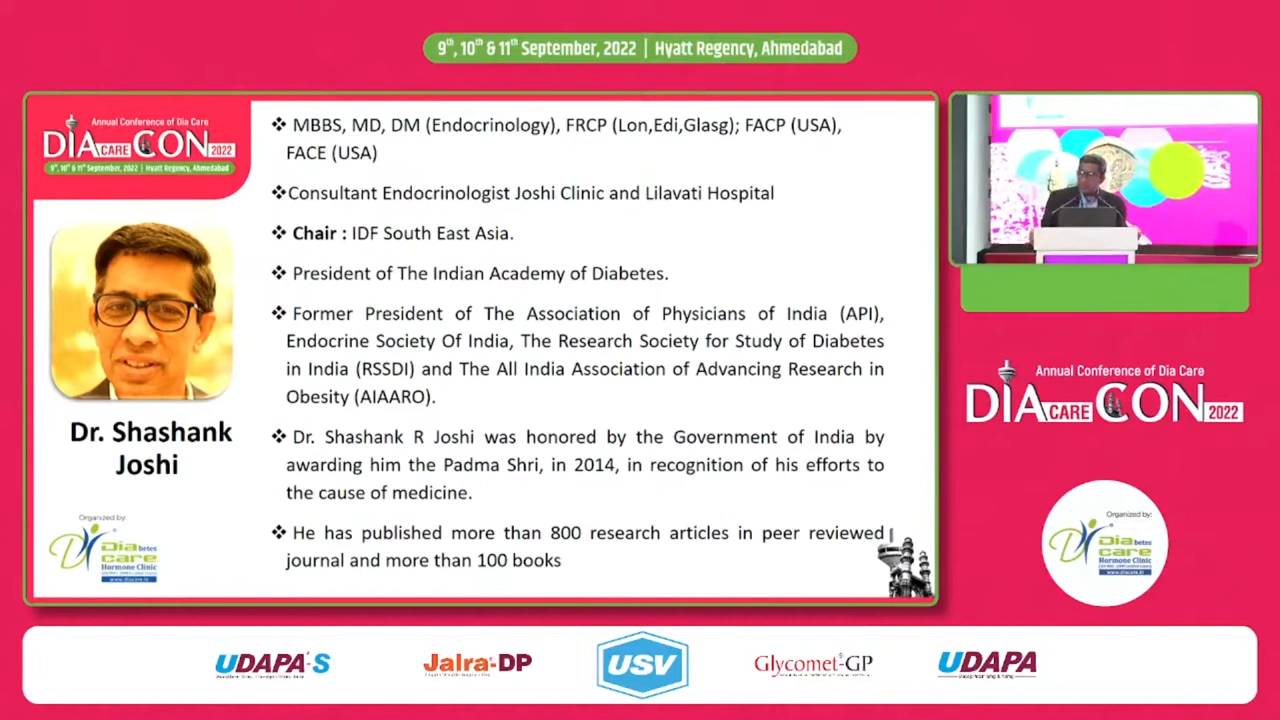 9th, 10th & 11th September, 2022 | Hyatt Regency, Ahmedabad
Annual Conference of Dia Care
DIA CARE CON 2022
9th, 10th & 11th September, 2022 | Hyatt Regency, Ahmedabad
Dr. Shashank
Joshi
Organized by:
Diabetes
care
Hormone Clinic
www.diacare.in
❖ MBBS, MD, DM (Endocrinology), FRCP (Lon,Edi,Glasg); FACP (USA),
FACE (USA)
❖Consultant Endocrinologist Joshi Clinic and Lilavati Hospital
❖ Chair : IDF South East Asia.
❖ President of The Indian Academy of Diabetes.
❖ Former President of The Association of Physicians of India (API),
Endocrine Society Of India, The Research Society for Study of Diabetes
in India (RSSDI) and The All India Association of Advancing Research in
Obesity (AIAARO).
❖ Dr. Shashank R Joshi was honored by the Government of India by
awarding him the Padma Shri, in 2014, in recognition of his efforts to
the cause of medicine.
❖ He has published more than 800 research articles in peer reviewed
journal and more than 100 books
Annual Conference of Dia Care
DIA CARE CON 2022
Organized by:
Diabetes
care
Hormone Clinic
www.diacare.in
UDAPA-S
Jalra-DP
USV
Glycomet®-GP
UDAPA